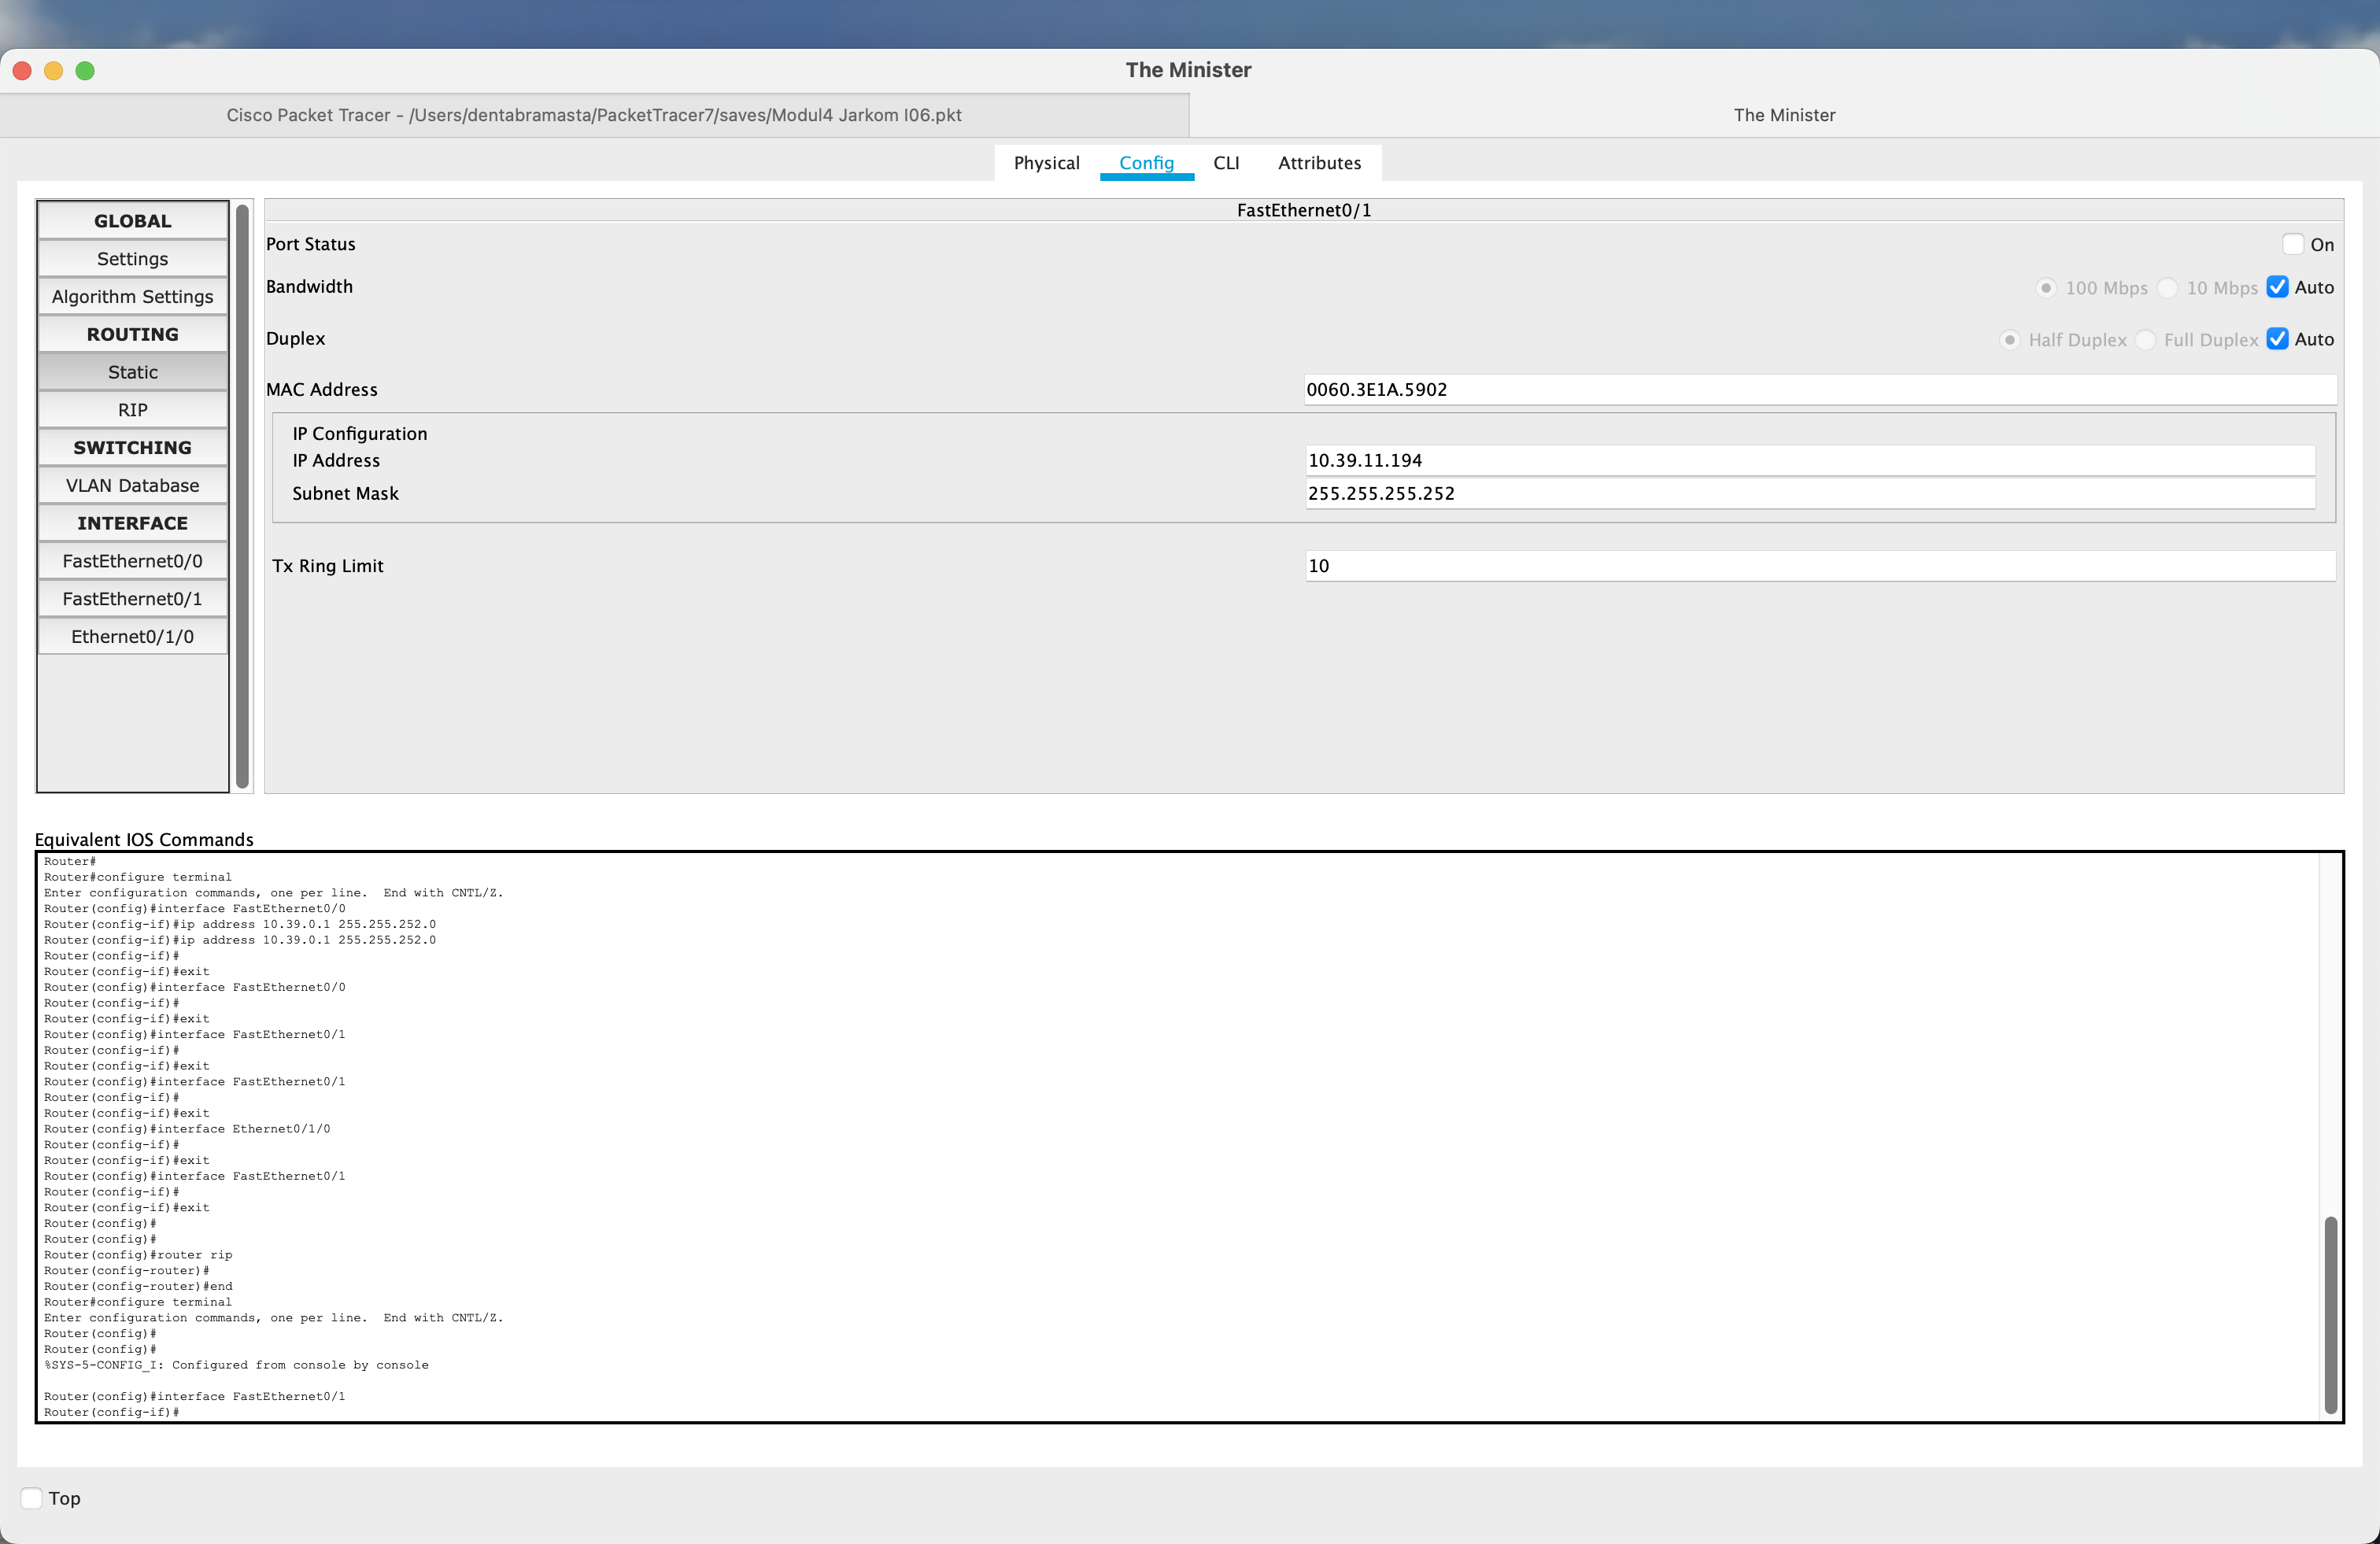 The Minister
Cisco Packet Tracer - /Users/dentabramasta/PacketTracer7/saves/Modul4 Jarkom I06.pkt
The Minister
Physical Config CLI Attributes
GLOBAL
Settings
Algorithm Settings
ROUTING
Static
RIP
SWITCHING
VLAN Database
INTERFACE
FastEthernet0/0
FastEthernet0/1
Ethernet0/1/0
FastEthernet0/1
Port Status On
Bandwidth 100 Mbps 10 Mbps Auto
Duplex Half Duplex Full Duplex Auto
MAC Address 0060.3E1A.5902
IP Configuration
IP Address 10.39.11.194
Subnet Mask 255.255.255.252
Tx Ring Limit 10
Equivalent IOS Commands
Router#
Router#configure terminal
Enter configuration commands, one per line.  End with CNTL/Z.
Router(config)#interface FastEthernet0/0
Router(config-if)#ip address 10.39.0.1 255.255.252.0
Router(config-if)#ip address 10.39.0.1 255.255.252.0
Router(config-if)#
Router(config-if)#exit
Router(config)#interface FastEthernet0/0
Router(config-if)#
Router(config-if)#exit
Router(config)#interface FastEthernet0/1
Router(config-if)#
Router(config-if)#exit
Router(config)#interface FastEthernet0/1
Router(config-if)#
Router(config-if)#exit
Router(config)#interface Ethernet0/1/0
Router(config-if)#
Router(config-if)#exit
Router(config)#interface FastEthernet0/1
Router(config-if)#
Router(config-if)#exit
Router(config)#
Router(config)#
Router(config)#router rip
Router(config-router)#
Router(config-router)#end
Router#configure terminal
Enter configuration commands, one per line.  End with CNTL/Z.
Router(config)#
Router(config)#
%SYS-5-CONFIG_I: Configured from console by console
Router(config)#interface FastEthernet0/1
Router(config-if)#
Top